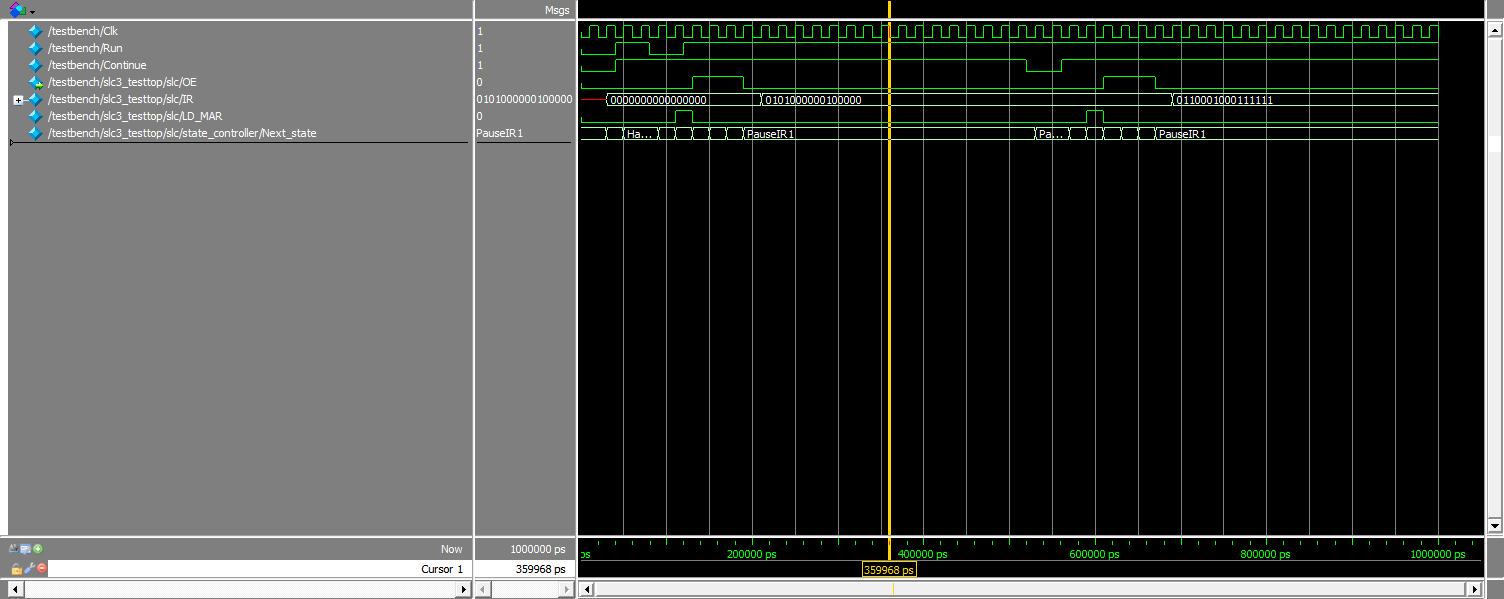 Msgs
/testbench/Clk 1
/testbench/Run 1
/testbench/Continue 1
/testbench/slc3_testtop/slc/OE 0
/testbench/slc3_testtop/slc/IR 0101000000100000 0000000000000000 0101000000100000 0110001000111111
/testbench/slc3_testtop/slc/LD_MAR 0
/testbench/slc3_testtop/slc/state_controller/Next_state PauseIR1 Ha... PauseIR1 Pa... PauseIR1
Now 1000000 ps ps 200000 ps 400000 ps 600000 ps 800000 ps 1000000 ps
Cursor 1 359968 ps 359968 ps